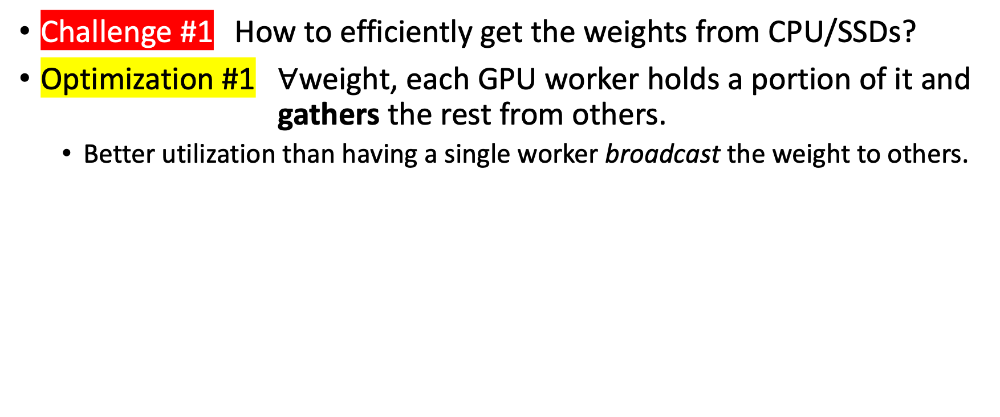 • Challenge #1 How to efficiently get the weights from CPU/SSDs?
• Optimization #1 ∀weight, each GPU worker holds a portion of it and
gathers the rest from others.
• Better utilization than having a single worker broadcast the weight to others.